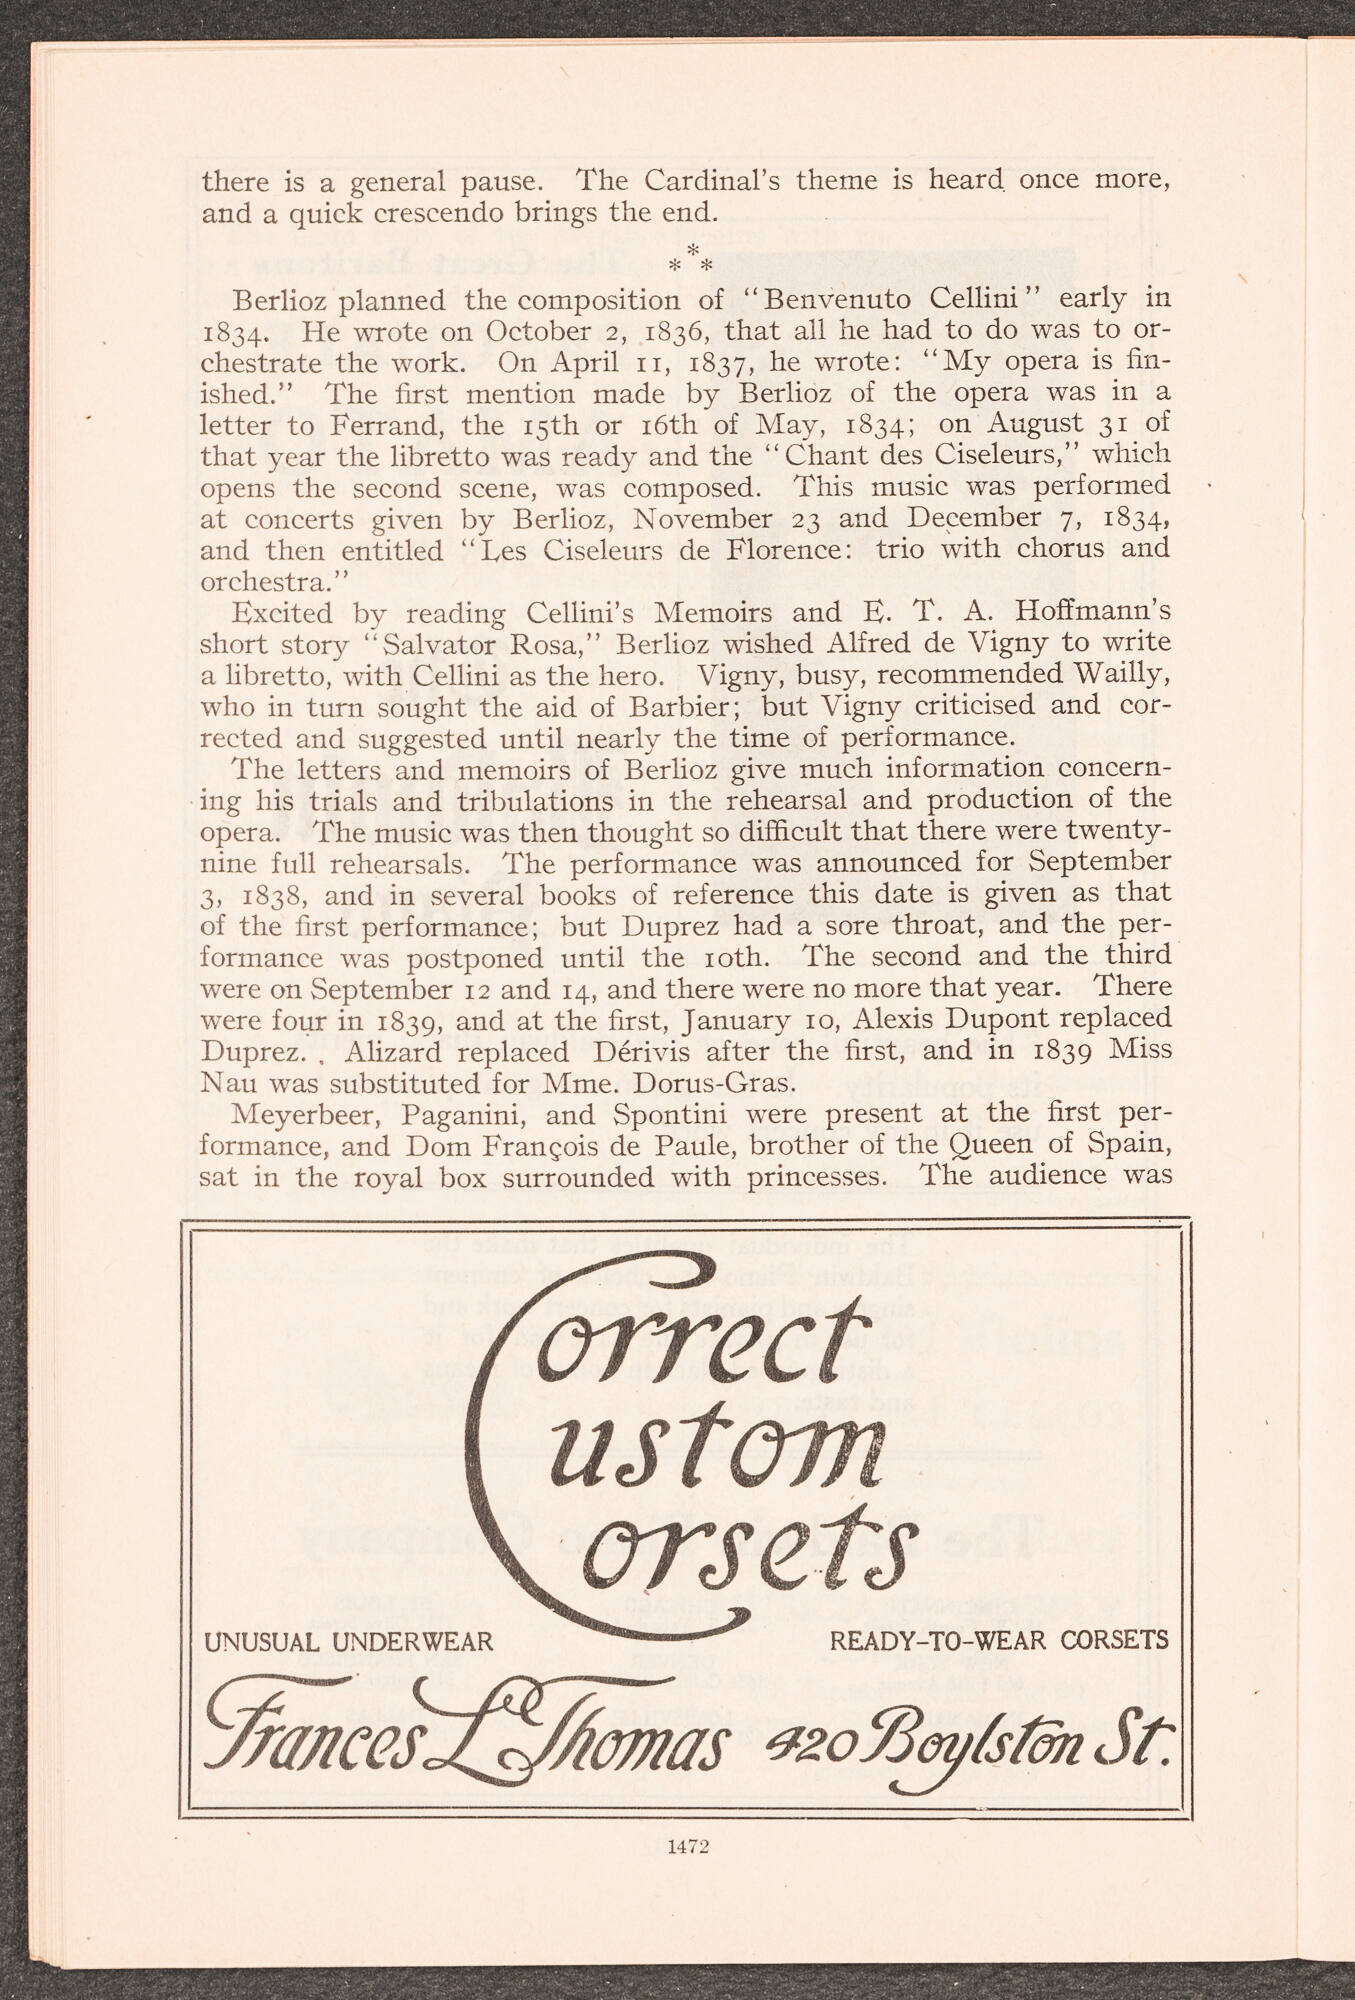 there is a general pause. The Cardinal's theme is heard once more,
and a quick crescendo brings the end.
* * *
Berlioz planned the composition of "Benvenuto Cellini" early in
1834. He wrote on October 2, 1836, that all he had to do was to or-
chestrate the work. On April 11, 1837, he wrote: "My opera is fin-
ished." The first mention made by Berlioz of the opera was in a
letter to Ferrand, the 15th or 16th of May, 1834; on August 31 of
that year the libretto was ready and the "Chant des Ciseleurs," which
opens the second scene, was composed. This music was performed
at concerts given by Berlioz, November 23 and December 7, 1834,
and then entitled "Les Ciseleurs de Florence: trio with chorus and
orchestra."
Excited by reading Cellini's Memoirs and E. T. A. Hoffmann's
short story "Salvator Rosa," Berlioz wished Alfred de Vigny to write
a libretto, with Cellini as the hero. Vigny, busy, recommended Wailly,
who in turn sought the aid of Barbier; but Vigny criticised and cor-
rected and suggested until nearly the time of performance.
The letters and memoirs of Berlioz give much information concern-
ing his trials and tribulations in the rehearsal and production of the
opera. The music was then thought so difficult that there were twenty-
nine full rehearsals. The performance was announced for September
3, 1838, and in several books of reference this date is given as that
of the first performance; but Duprez had a sore throat, and the per-
formance was postponed until the 10th. The second and the third
were on September 12 and 14, and there were no more that year. There
were four in 1839, and at the first, January 10, Alexis Dupont replaced
Duprez. Alizard replaced Dérivis after the first, and in 1839 Miss
Nau was substituted for Mme. Dorus-Gras.
Meyerbeer, Paganini, and Spontini were present at the first per-
formance, and Dom François de Paule, brother of the Queen of Spain,
sat in the royal box surrounded with princesses. The audience was
Correct
Custom
Corsets
UNUSUAL UNDERWEAR READY-TO-WEAR CORSETS
Frances L Thomas 420 Boylston St.
1472